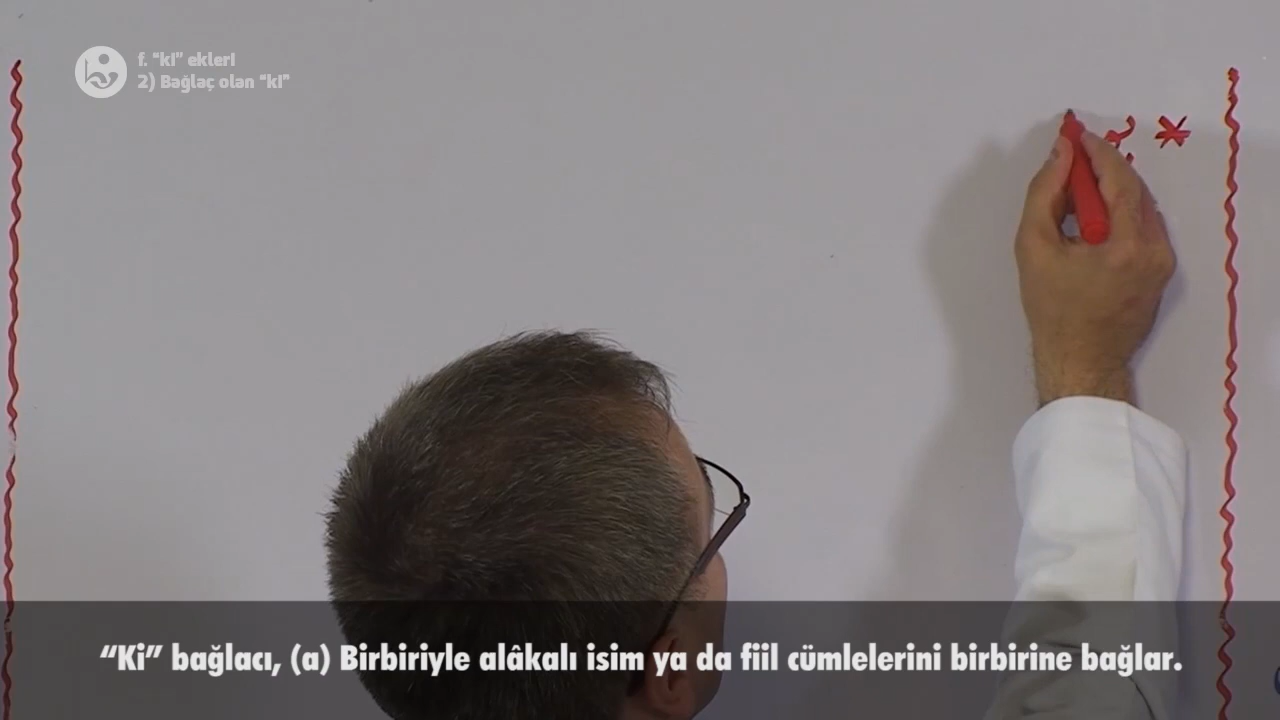 f. “ki” ekleri
2) Bağlaç olan “ki”
*
“Ki” bağlacı, (a) Birbiriyle alâkalı isim ya da fiil cümlelerini birbirine bağlar.